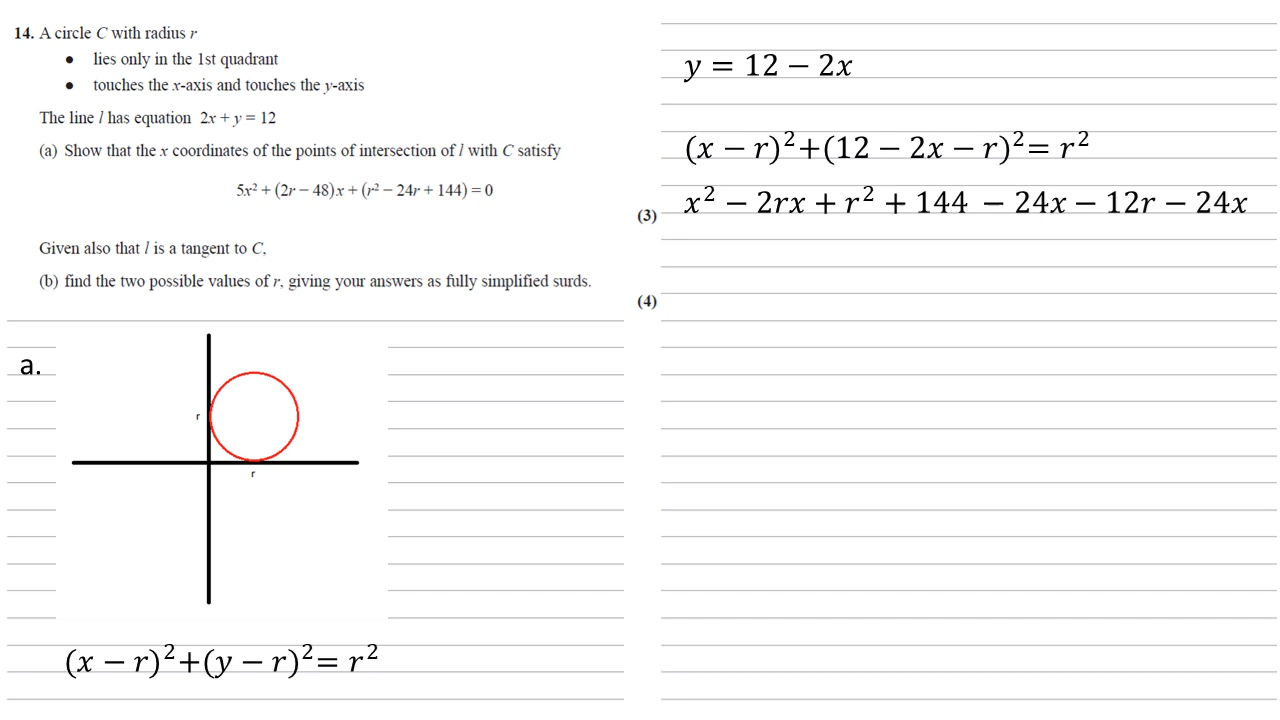 14. A circle C with radius r
● lies only in the 1st quadrant
● touches the x-axis and touches the y-axis
The line l has equation 2x + y = 12
(a) Show that the x coordinates of the points of intersection of l with C satisfy
5x² + (2r − 48)x + (r² − 24r + 144) = 0
(3)
Given also that l is a tangent to C,
(b) find the two possible values of r, giving your answers as fully simplified surds.
(4)
a.
r
r
(x − r)²+(y − r)²= r²
y = 12 − 2x
(x − r)²+(12 − 2x − r)²= r²
x² − 2rx + r² + 144 − 24x − 12r − 24x